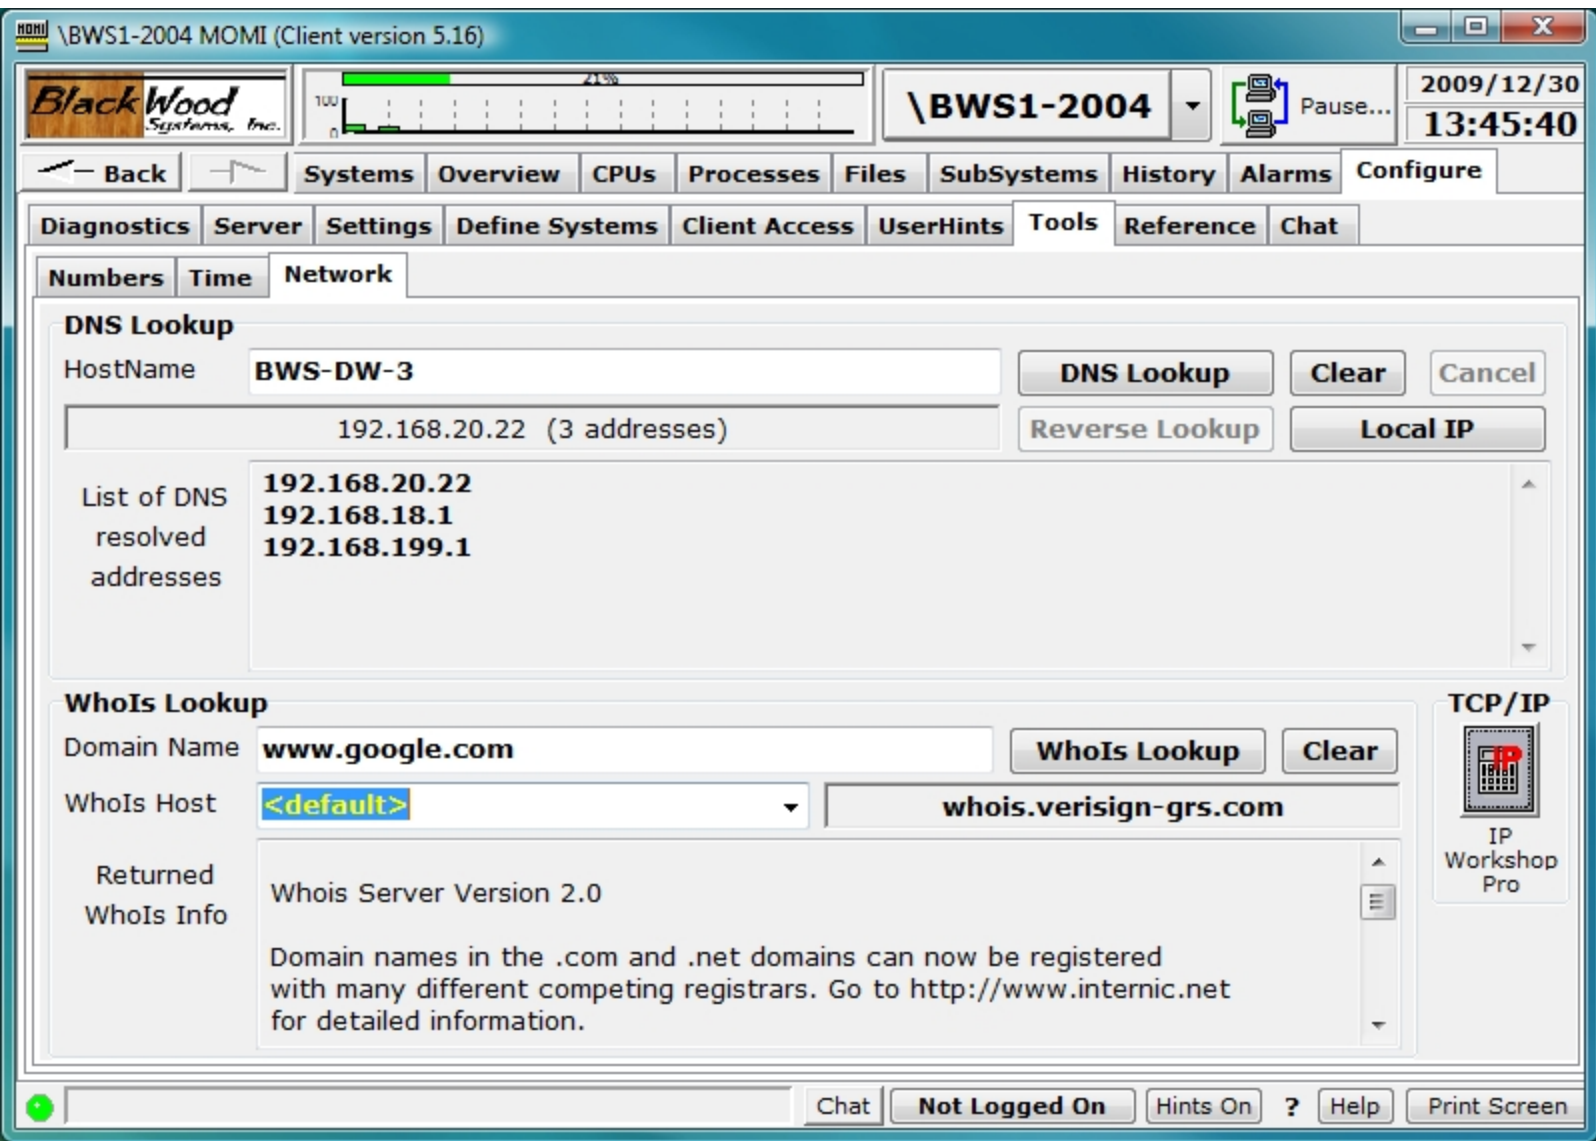 MOMI \BWS1-2004 MOMI (Client version 5.16)
BlackWood Systems, Inc.
21%
100
0
\BWS1-2004
Pause...
2009/12/30
13:45:40
Back Systems Overview CPUs Processes Files SubSystems History Alarms Configure
Diagnostics Server Settings Define Systems Client Access UserHints Tools Reference Chat
Numbers Time Network
DNS Lookup
HostName BWS-DW-3 DNS Lookup Clear Cancel
192.168.20.22 (3 addresses) Reverse Lookup Local IP
List of DNS
resolved
addresses
192.168.20.22
192.168.18.1
192.168.199.1
WhoIs Lookup
Domain Name www.google.com WhoIs Lookup Clear
WhoIs Host <default> whois.verisign-grs.com
Returned
WhoIs Info
Whois Server Version 2.0
Domain names in the .com and .net domains can now be registered
with many different competing registrars. Go to http://www.internic.net
for detailed information.
TCP/IP
IP
IP
Workshop
Pro
Chat Not Logged On Hints On ? Help Print Screen